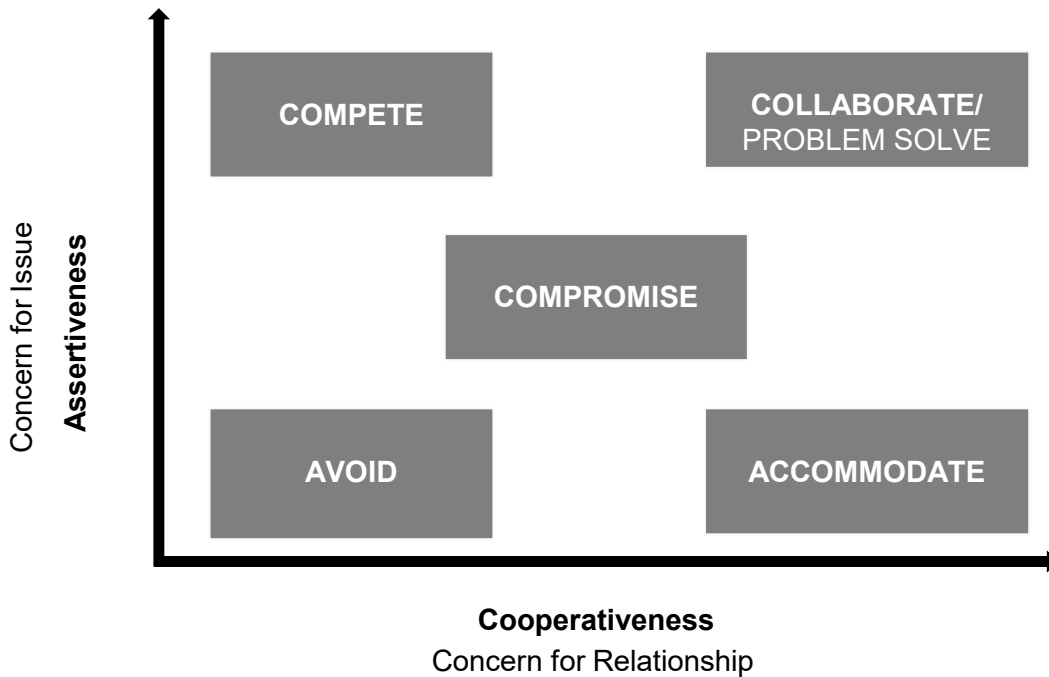 COMPETE
COLLABORATE/
PROBLEM SOLVE
Concern for Issue
Assertiveness
COMPROMISE
AVOID
ACCOMMODATE
Cooperativeness
Concern for Relationship